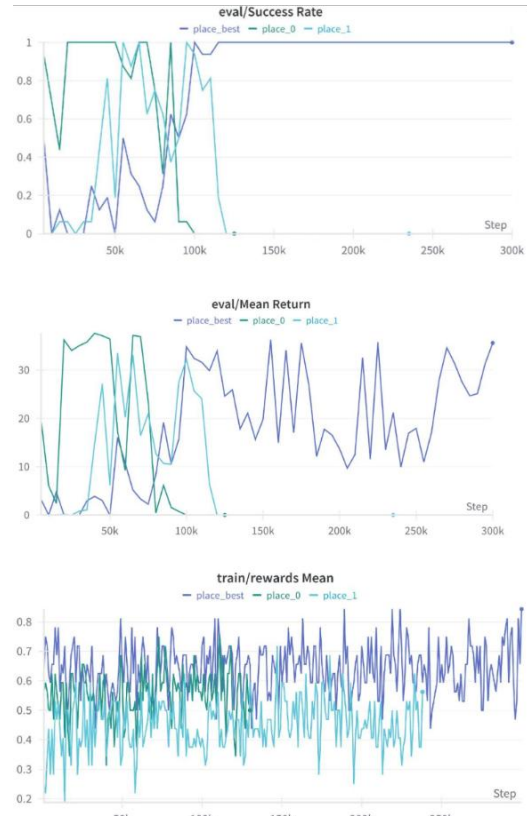 eval/Success Rate
place_best place_0 place_1
1
0.8
0.6
0.4
0.2
0
Step
50k 100k 150k 200k 250k 300k
eval/Mean Return
place_best place_0 place_1
30
20
10
0
Step
50k 100k 150k 200k 250k 300k
train/rewards Mean
place_best place_0 place_1
0.8
0.7
0.6
0.5
0.4
0.3
0.2
Step